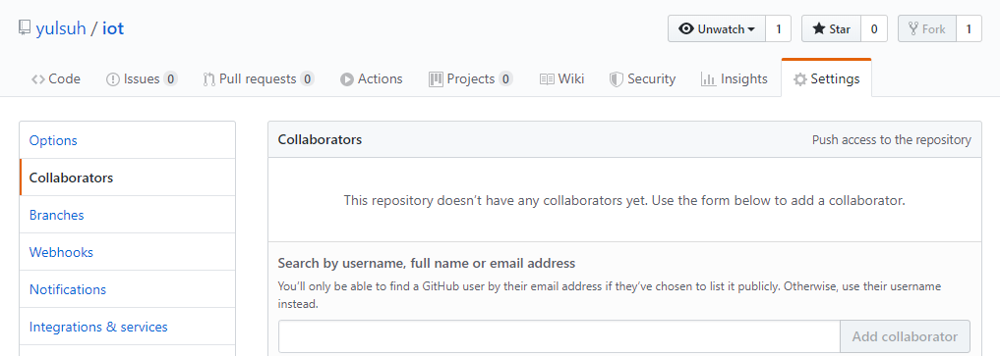 yulsuh / iot
Unwatch 1 Star 0 Fork 1
Code Issues 0 Pull requests 0 Actions Projects 0 Wiki Security Insights Settings
Options
Collaborators
Branches
Webhooks
Notifications
Integrations & services
Collaborators Push access to the repository
This repository doesn't have any collaborators yet. Use the form below to add a collaborator.
Search by username, full name or email address
You'll only be able to find a GitHub user by their email address if they've chosen to list it publicly. Otherwise, use their username
instead.
Add collaborator